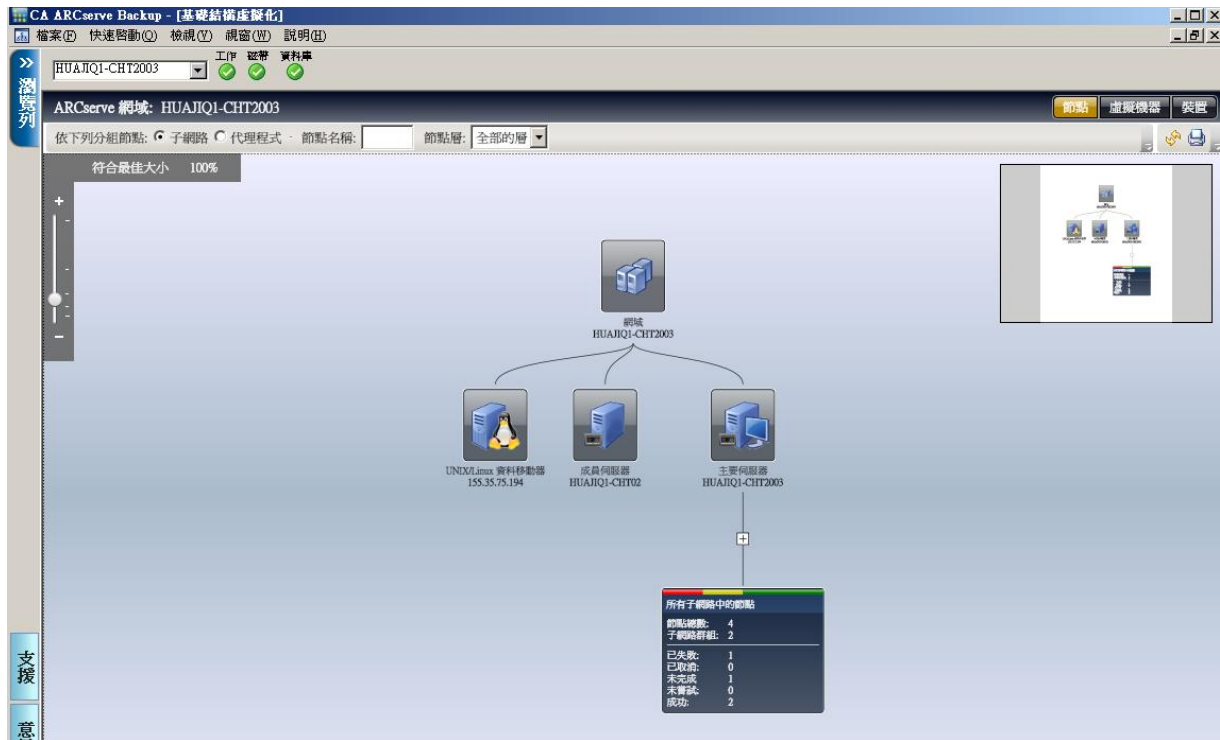 CA ARCserve Backup - [基礎結構虛擬化]
檔案(F) 快速啓動(Q) 檢視(V) 視窗(W) 說明(H)
HUAJIQ1-CHT2003 工作 磁帶 資料庫
瀏覽列
ARCserve 網域: HUAJIQ1-CHT2003 節點 虛擬機器 裝置
依下列分組節點: 子網路 代理程式 節點名稱: 節點層: 全部的層
符合最佳大小 100%
網域
HUAJIQ1-CHT2003
UNIX/Linux 資料移動器
155.35.75.194
成員伺服器
HUAJIQ1-CHT02
主要伺服器
HUAJIQ1-CHT2003
所有子網路中的節點
節點總數: 4
子網路群組: 2
已失敗: 1
已取消: 0
未完成 1
未嘗試: 0
成功: 2
支援
意